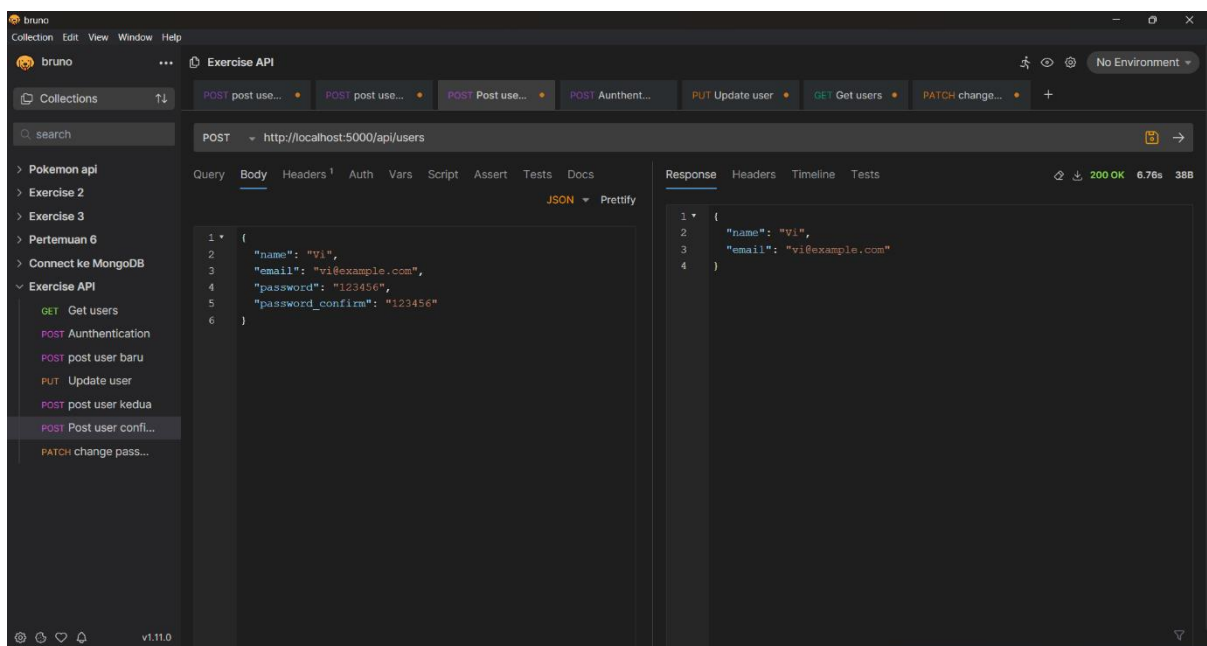 bruno
Collection Edit View Window Help
bruno
Exercise API
No Environment
Collections
POST post use...
POST post use...
POST Post use...
POST Aunthent...
PUT Update user
GET Get users
PATCH change...
search
POST http://localhost:5000/api/users
Pokemon api
Exercise 2
Exercise 3
Pertemuan 6
Connect ke MongoDB
Exercise API
GET Get users
POST Aunthentication
POST post user baru
PUT Update user
POST post user kedua
POST Post user confi...
PATCH change pass...
v1.11.0
Query Body Headers 1 Auth Vars Script Assert Tests Docs
JSON Prettify
1 {
2 "name": "Vi",
3 "email": "vi@example.com",
4 "password": "123456",
5 "password_confirm": "123456"
6 }
Response Headers Timeline Tests 200 OK 6.76s 38B
1 {
2 "name": "Vi",
3 "email": "vi@example.com"
4 }